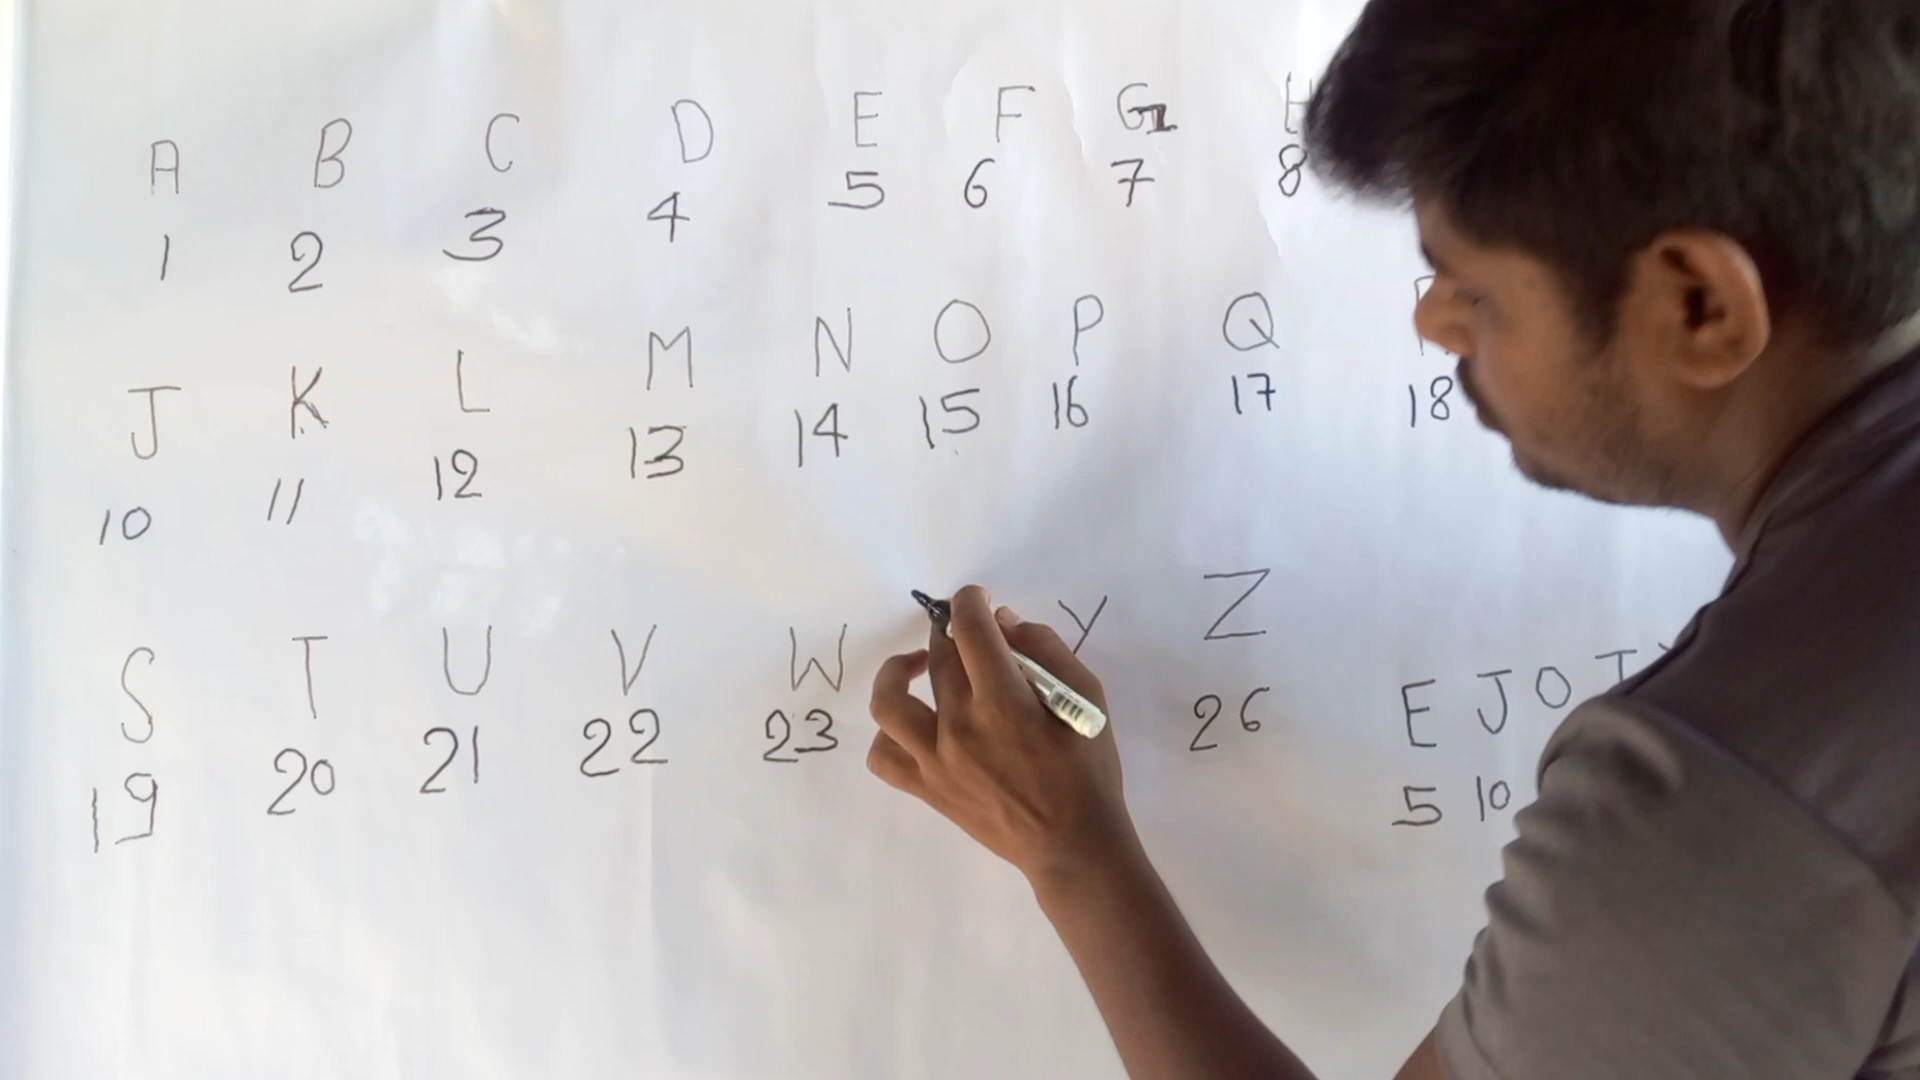 A B C D E F G H
1 2 3 4 5 6 7 8
J K L M N O P Q R
10 11 12 13 14 15 16 17 18
S T U V W Y Z
19 20 21 22 23 26
E J O T
5 10